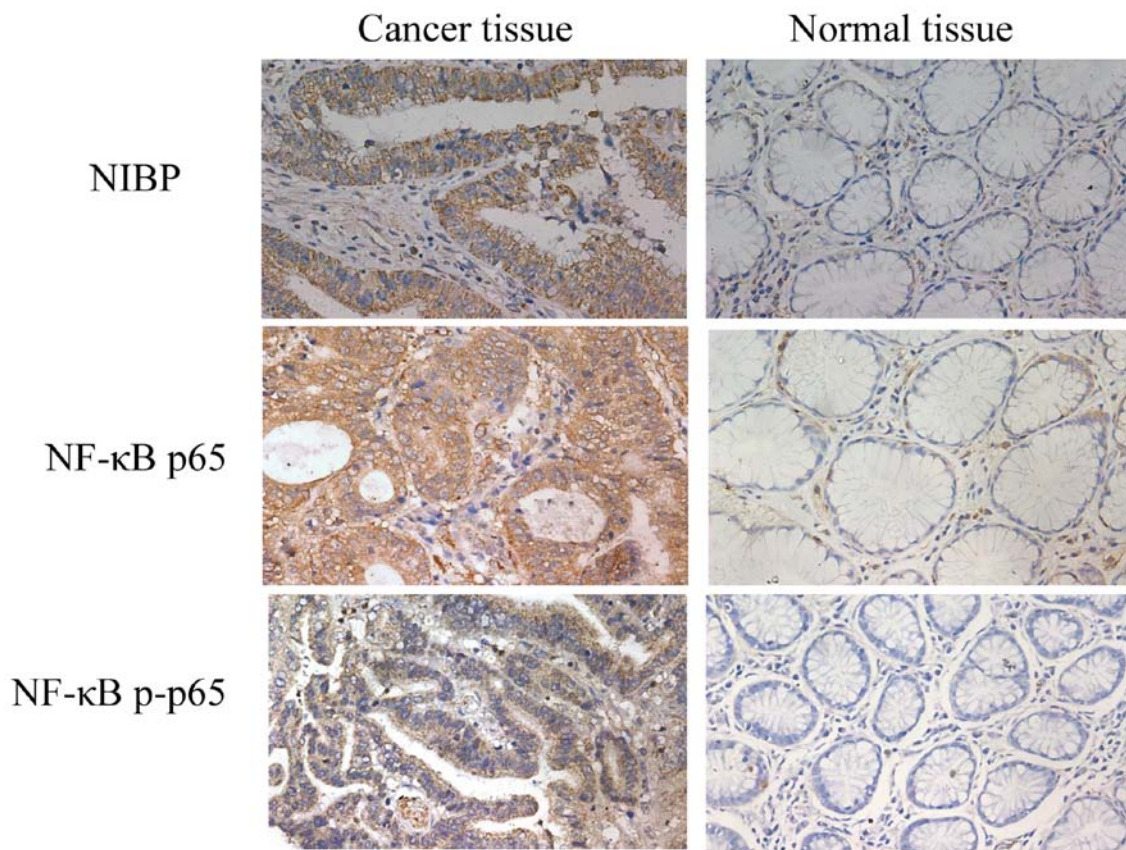 Cancer tissue
Normal tissue
NIBP
NF-κB p65
NF-κB p-p65